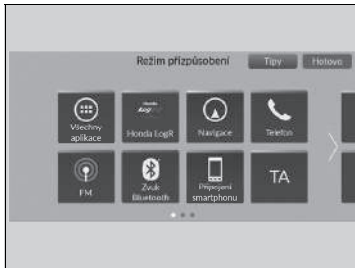 Režim přizpůsobení
Tipy
Hotovo
Všechny
aplikace
Honda LogR
Navigace
Telefon
FM
Zvuk
Bluetooth
Připojení
smartphonu
TA